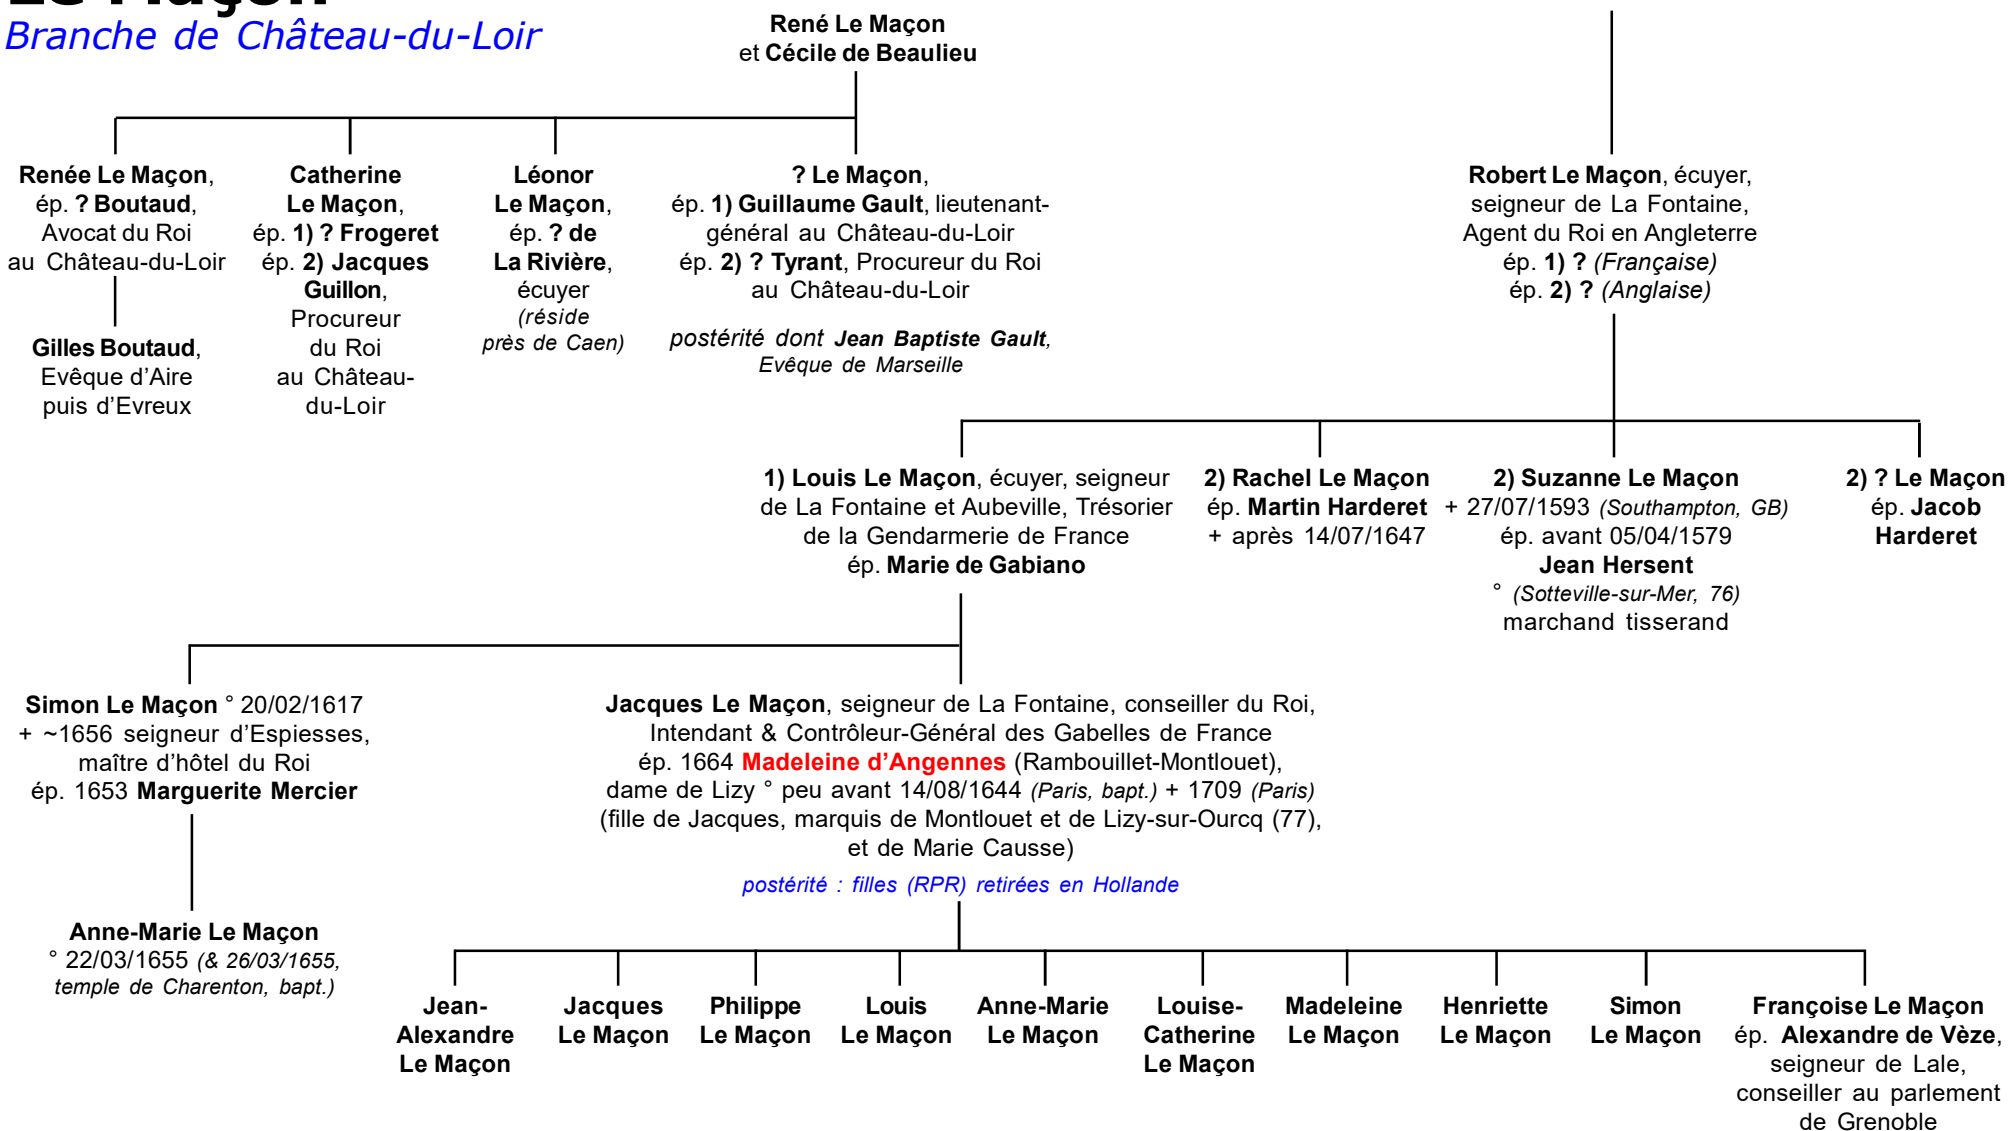 Le Maçon
Branche de Château-du-Loir
René Le Maçon
et Cécile de Beaulieu
Renée Le Maçon,
ép. ? Boutaud,
Avocat du Roi
au Château-du-Loir
Gilles Boutaud,
Evêque d'Aire
puis d'Evreux
Catherine
Le Maçon,
ép. 1) ? Frogeret
ép. 2) Jacques
Guillon,
Procureur
du Roi
au Château-
du-Loir
Léonor
Le Maçon,
ép. ? de
La Rivière,
écuyer
(réside
près de Caen)
? Le Maçon,
ép. 1) Guillaume Gault, lieutenant-
général au Château-du-Loir
ép. 2) ? Tyrant, Procureur du Roi
au Château-du-Loir
postérité dont Jean Baptiste Gault,
Evêque de Marseille
Robert Le Maçon, écuyer,
seigneur de La Fontaine,
Agent du Roi en Angleterre
ép. 1) ? (Française)
ép. 2) ? (Anglaise)
1) Louis Le Maçon, écuyer, seigneur
de La Fontaine et Aubeville, Trésorier
de la Gendarmerie de France
ép. Marie de Gabiano
2) Rachel Le Maçon
ép. Martin Harderet
+ après 14/07/1647
2) Suzanne Le Maçon
+ 27/07/1593 (Southampton, GB)
ép. avant 05/04/1579
Jean Hersent
° (Sotteville-sur-Mer, 76)
marchand tisserand
2) ? Le Maçon
ép. Jacob
Harderet
Simon Le Maçon ° 20/02/1617
+ ~1656 seigneur d'Espiesses,
maître d'hôtel du Roi
ép. 1653 Marguerite Mercier
Jacques Le Maçon, seigneur de La Fontaine, conseiller du Roi,
Intendant & Contrôleur-Général des Gabelles de France
ép. 1664 Madeleine d'Angennes (Rambouillet-Montlouet),
dame de Lizy ° peu avant 14/08/1644 (Paris, bapt.) + 1709 (Paris)
(fille de Jacques, marquis de Montlouet et de Lizy-sur-Ourcq (77),
et de Marie Causse)
postérité : filles (RPR) retirées en Hollande
Anne-Marie Le Maçon
° 22/03/1655 (& 26/03/1655,
temple de Charenton, bapt.)
Jean-
Alexandre
Le Maçon
Jacques
Le Maçon
Philippe
Le Maçon
Louis
Le Maçon
Anne-Marie
Le Maçon
Louise-
Catherine
Le Maçon
Madeleine
Le Maçon
Henriette
Le Maçon
Simon
Le Maçon
Françoise Le Maçon
ép. Alexandre de Vèze,
seigneur de Lale,
conseiller au parlement
de Grenoble